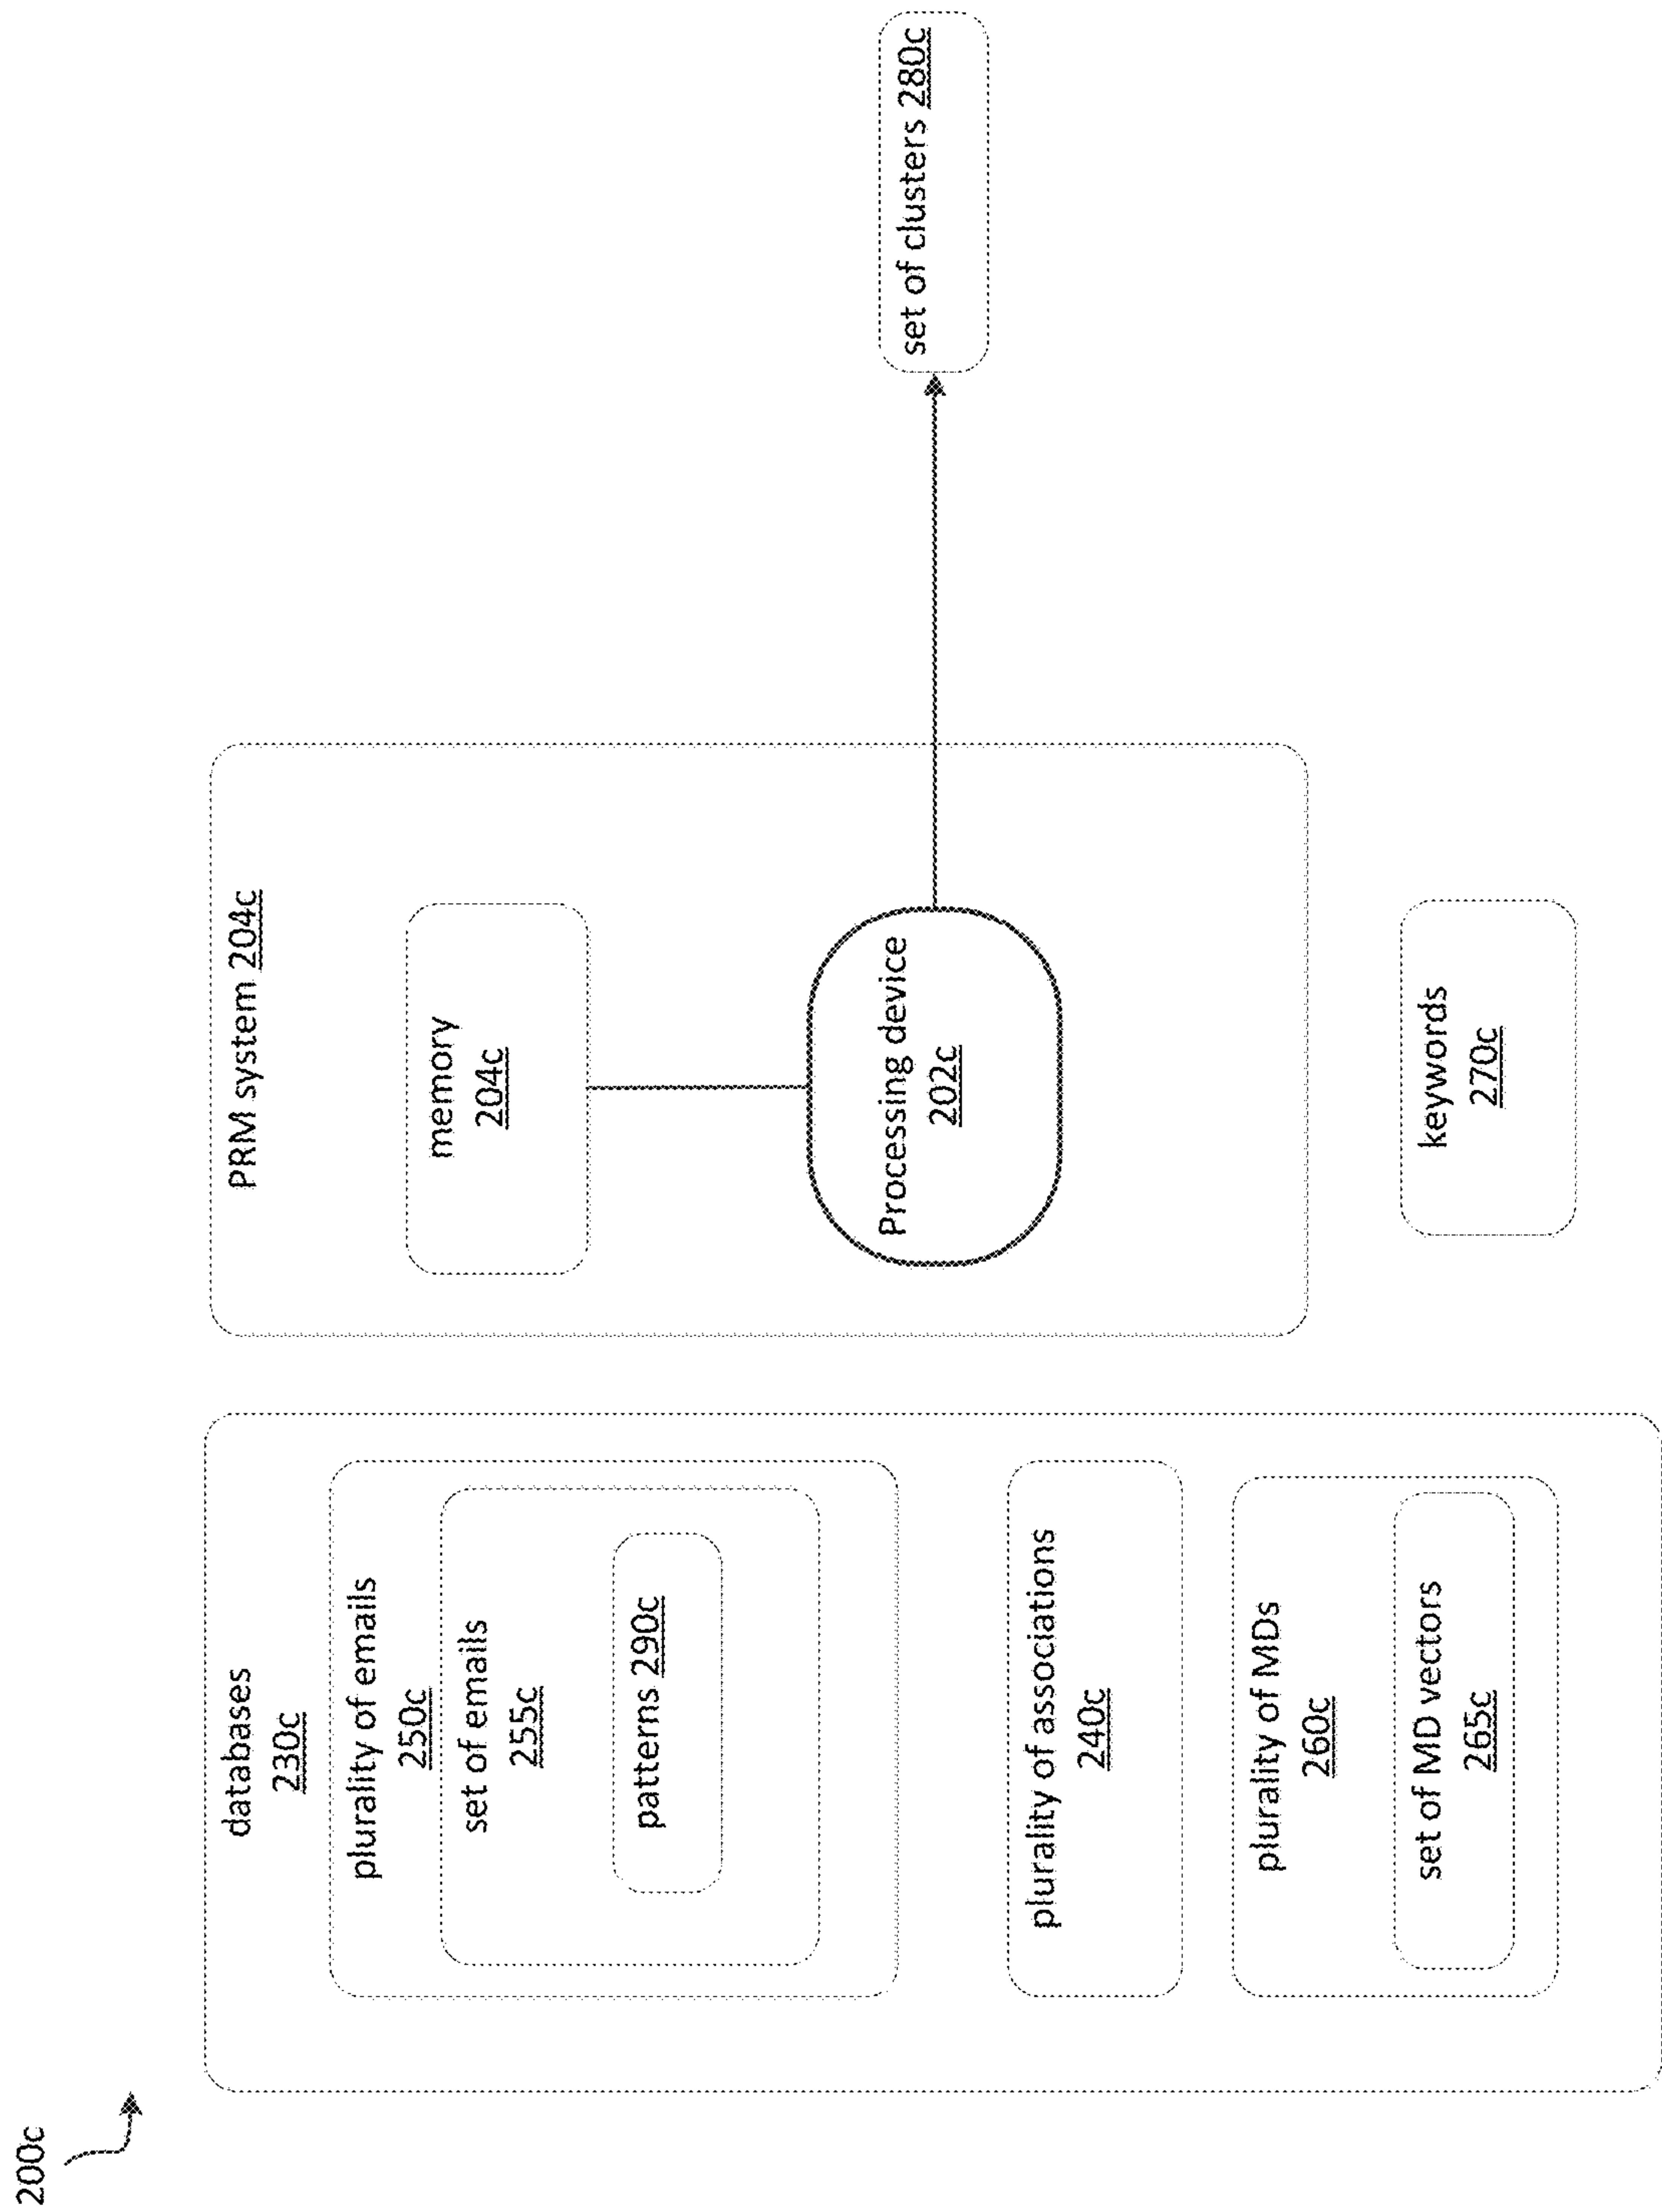 200c
databases
230c
plurality of emails
250c
set of emails
255c
patterns 290c
plurality of associations
240c
plurality of MDs
260c
set of MD vectors
265c
PRM system 204c
memory
204c
Processing device
202c
keywords
270c
set of clusters 280c